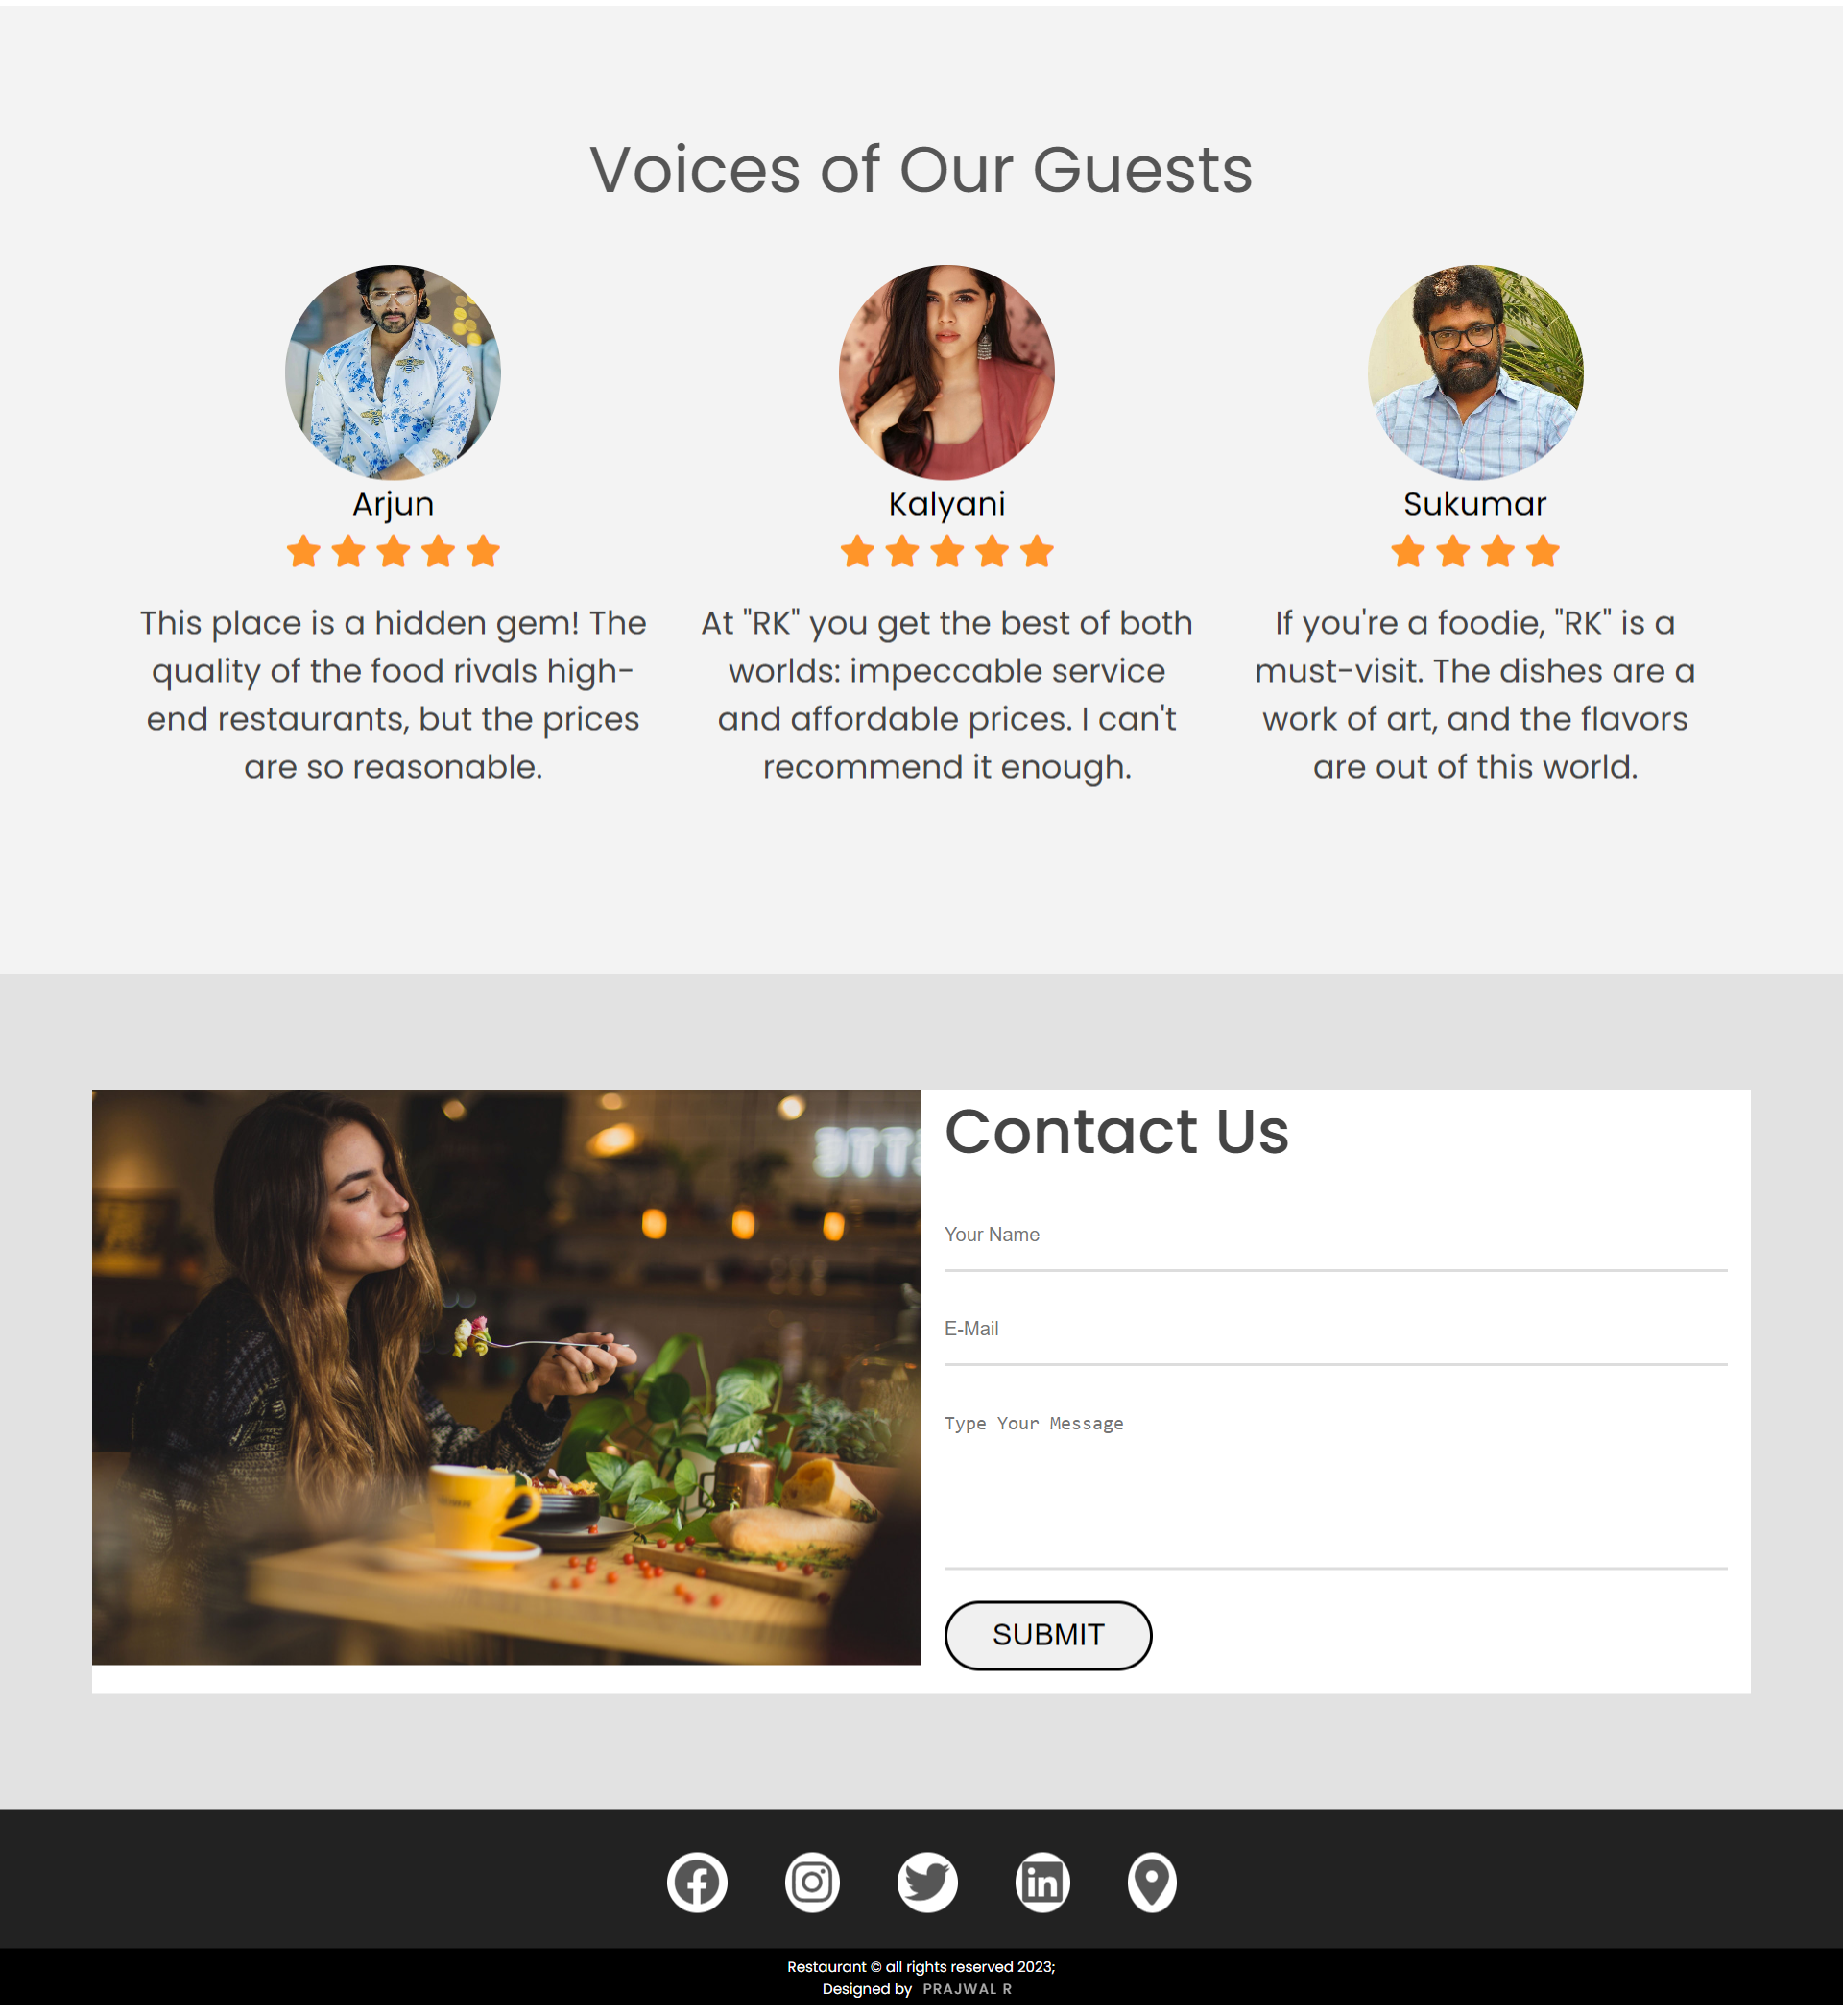 Voices of Our Guests
Arjun
This place is a hidden gem! The
quality of the food rivals high-
end restaurants, but the prices
are so reasonable.
Kalyani
At "RK" you get the best of both
worlds: impeccable service
and affordable prices. I can't
recommend it enough.
Sukumar
If you're a foodie, "RK" is a
must-visit. The dishes are a
work of art, and the flavors
are out of this world.
Contact Us
Your Name
E-Mail
Type Your Message
SUBMIT
Restaurant © all rights reserved 2023;
Designed by PRAJWAL R